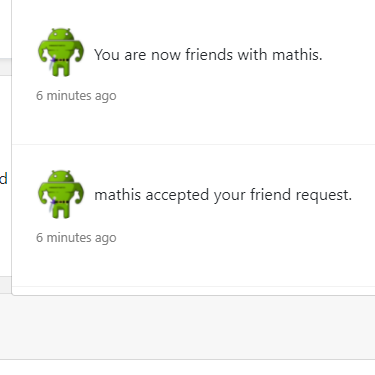 You are now friends with mathis.
6 minutes ago
d
mathis accepted your friend request.
6 minutes ago